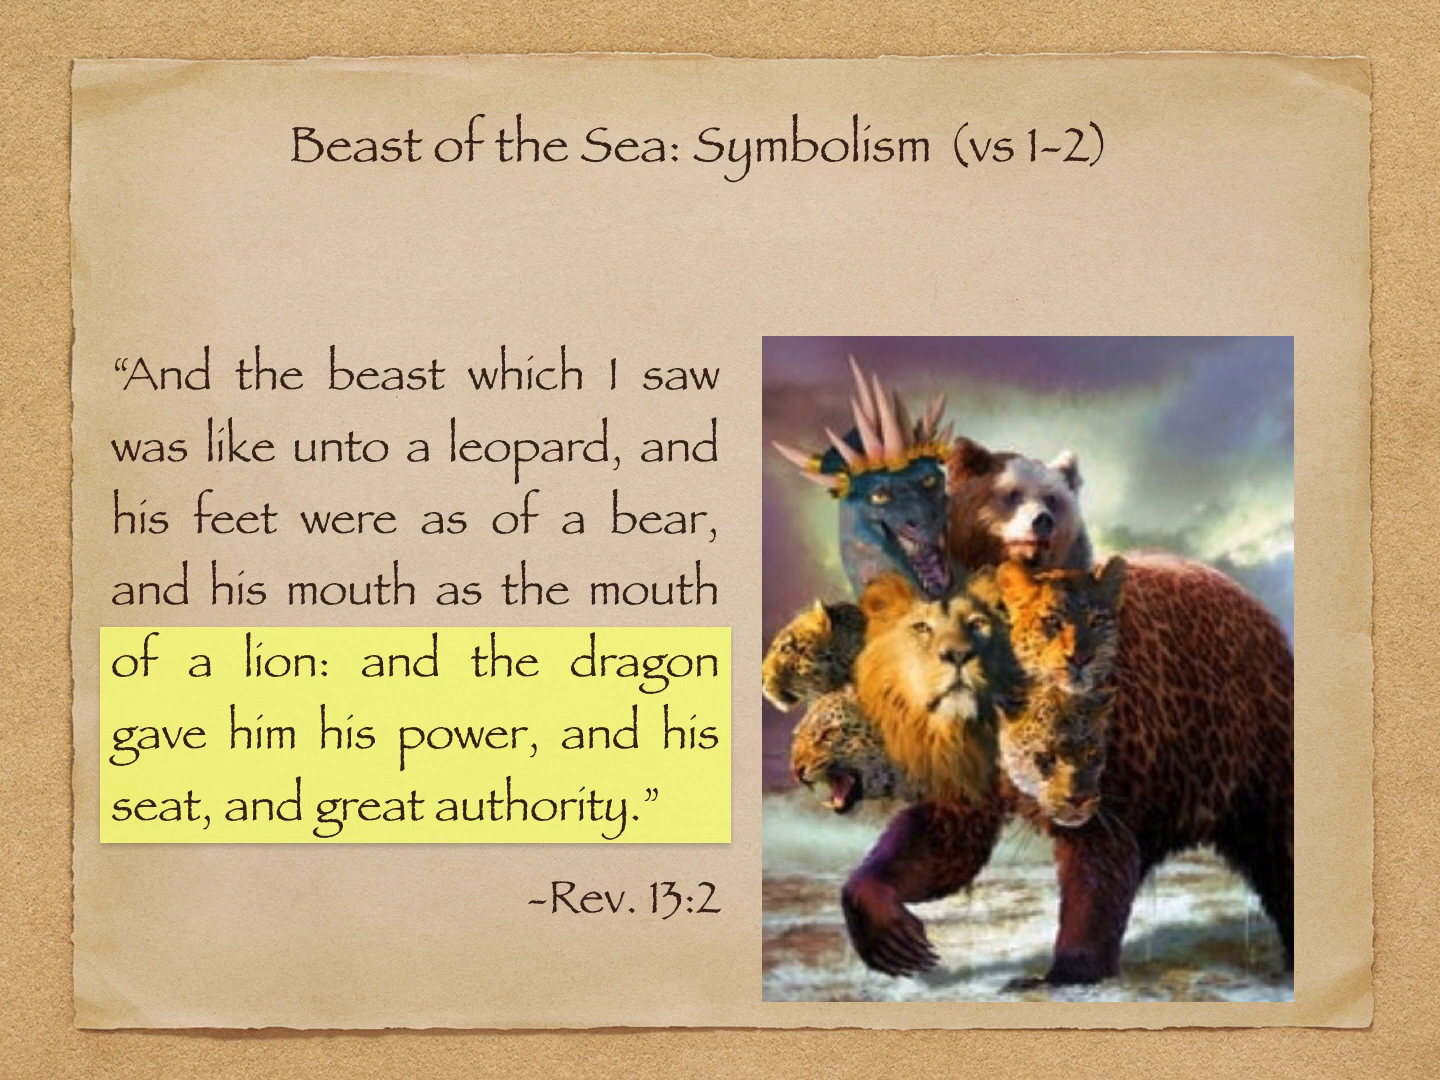 Beast of the Sea: Symbolism (vs 1-2)
“And the beast which I saw
was like unto a leopard, and
his feet were as of a bear,
and his mouth as the mouth
of a lion: and the dragon
gave him his power, and his
seat, and great authority.”
-Rev. 13:2